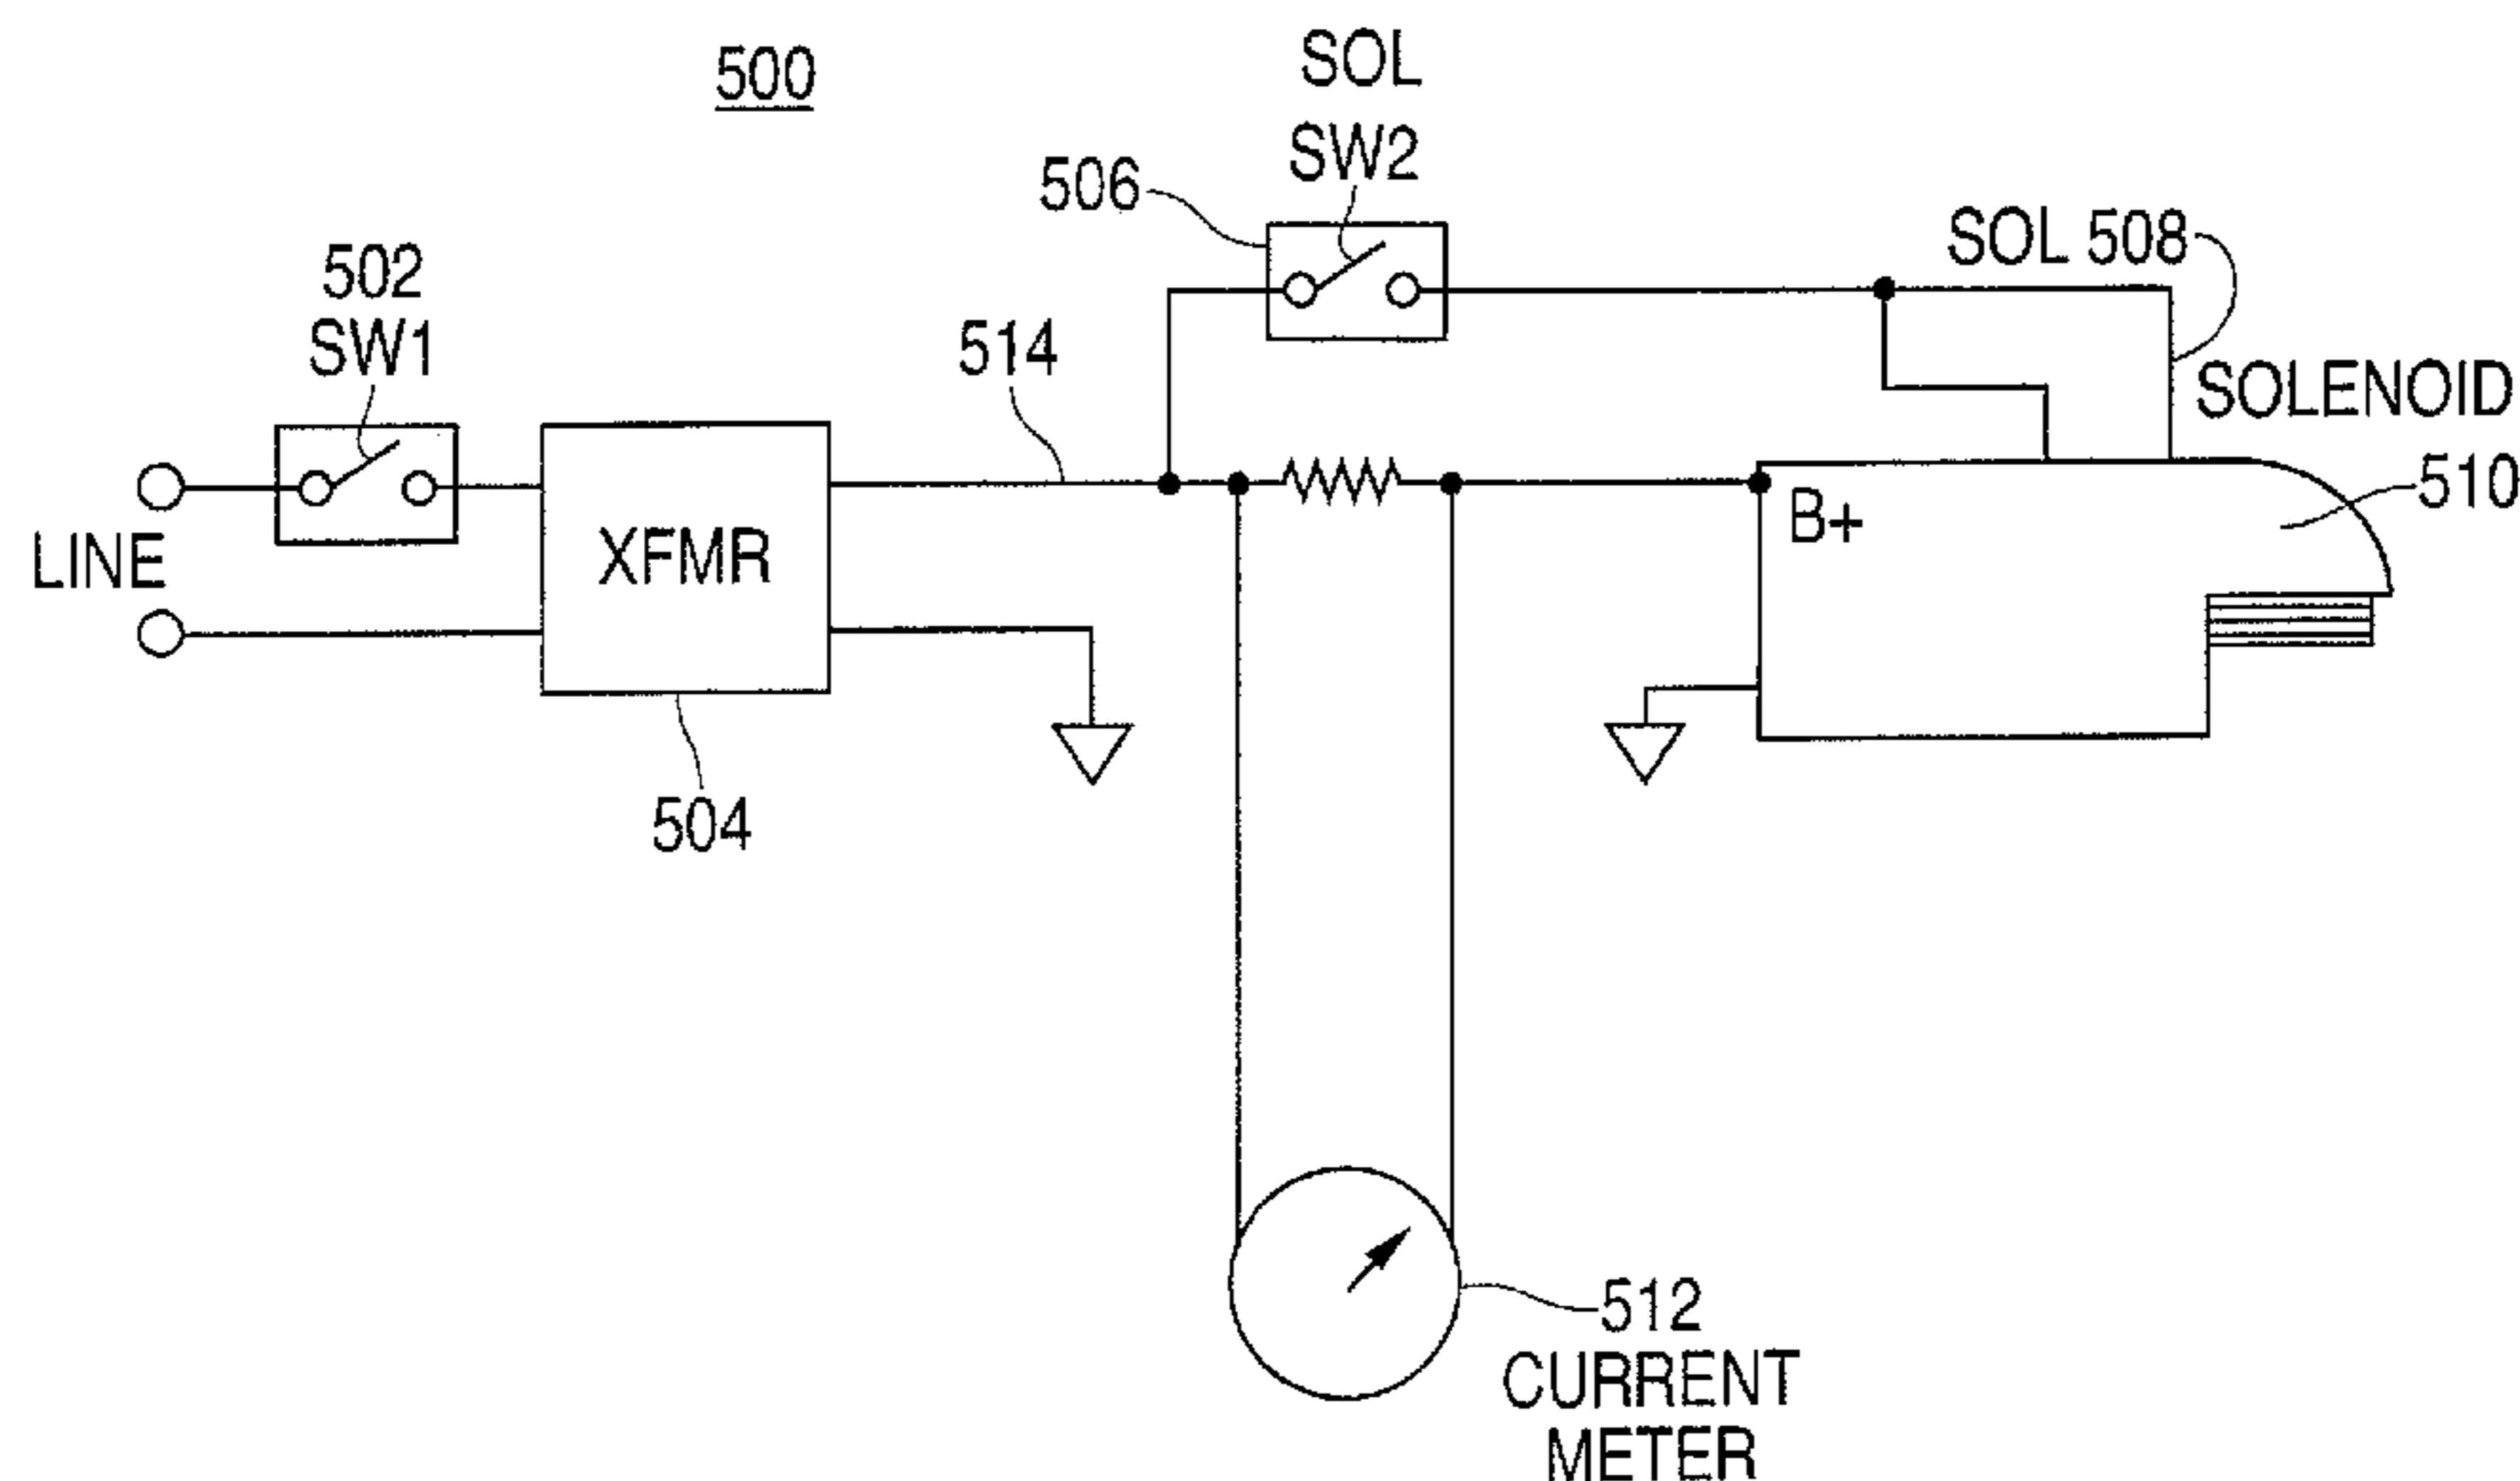 500
SOL
SW2
506
SOL 508
502
SW1
514
SOLENOID
510
B+
LINE
XFMR
504
512
CURRENT
METER